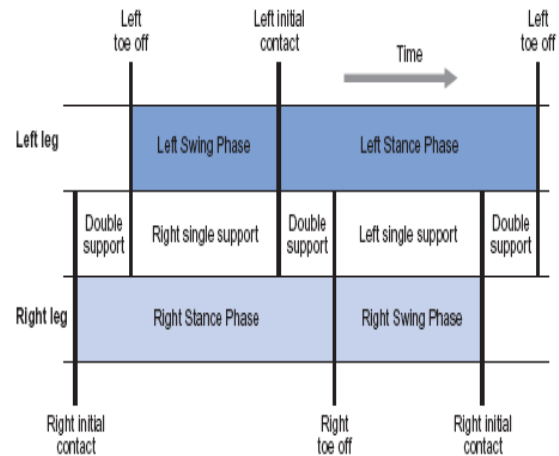 Left
toe off
Left initial
contact
Left
toe off
Time
Left leg
Left Swing Phase
Left Stance Phase
Double
support
Right single support
Double
support
Left single support
Double
support
Right leg
Right Stance Phase
Right Swing Phase
Right initial
contact
Right
toe off
Right initial
contact